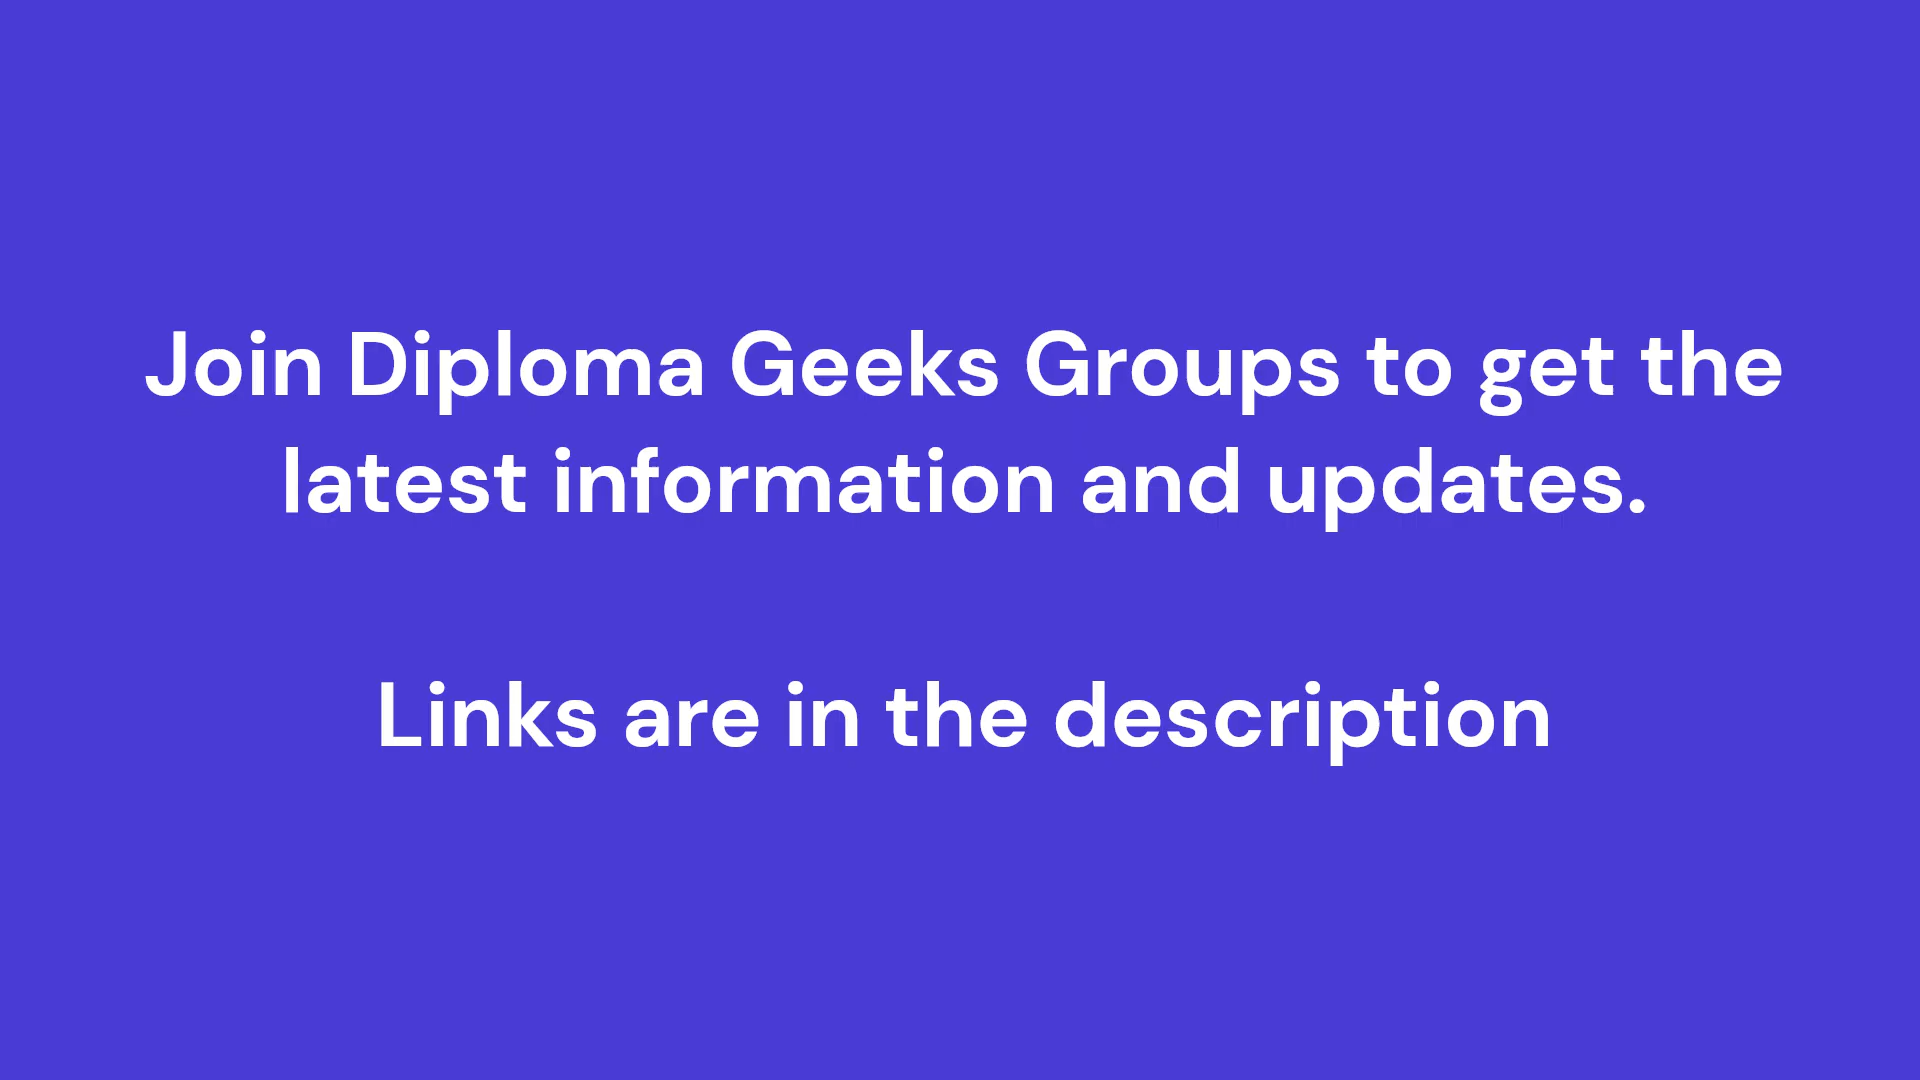 Join Diploma Geeks Groups to get the
latest information and updates.
Links are in the description